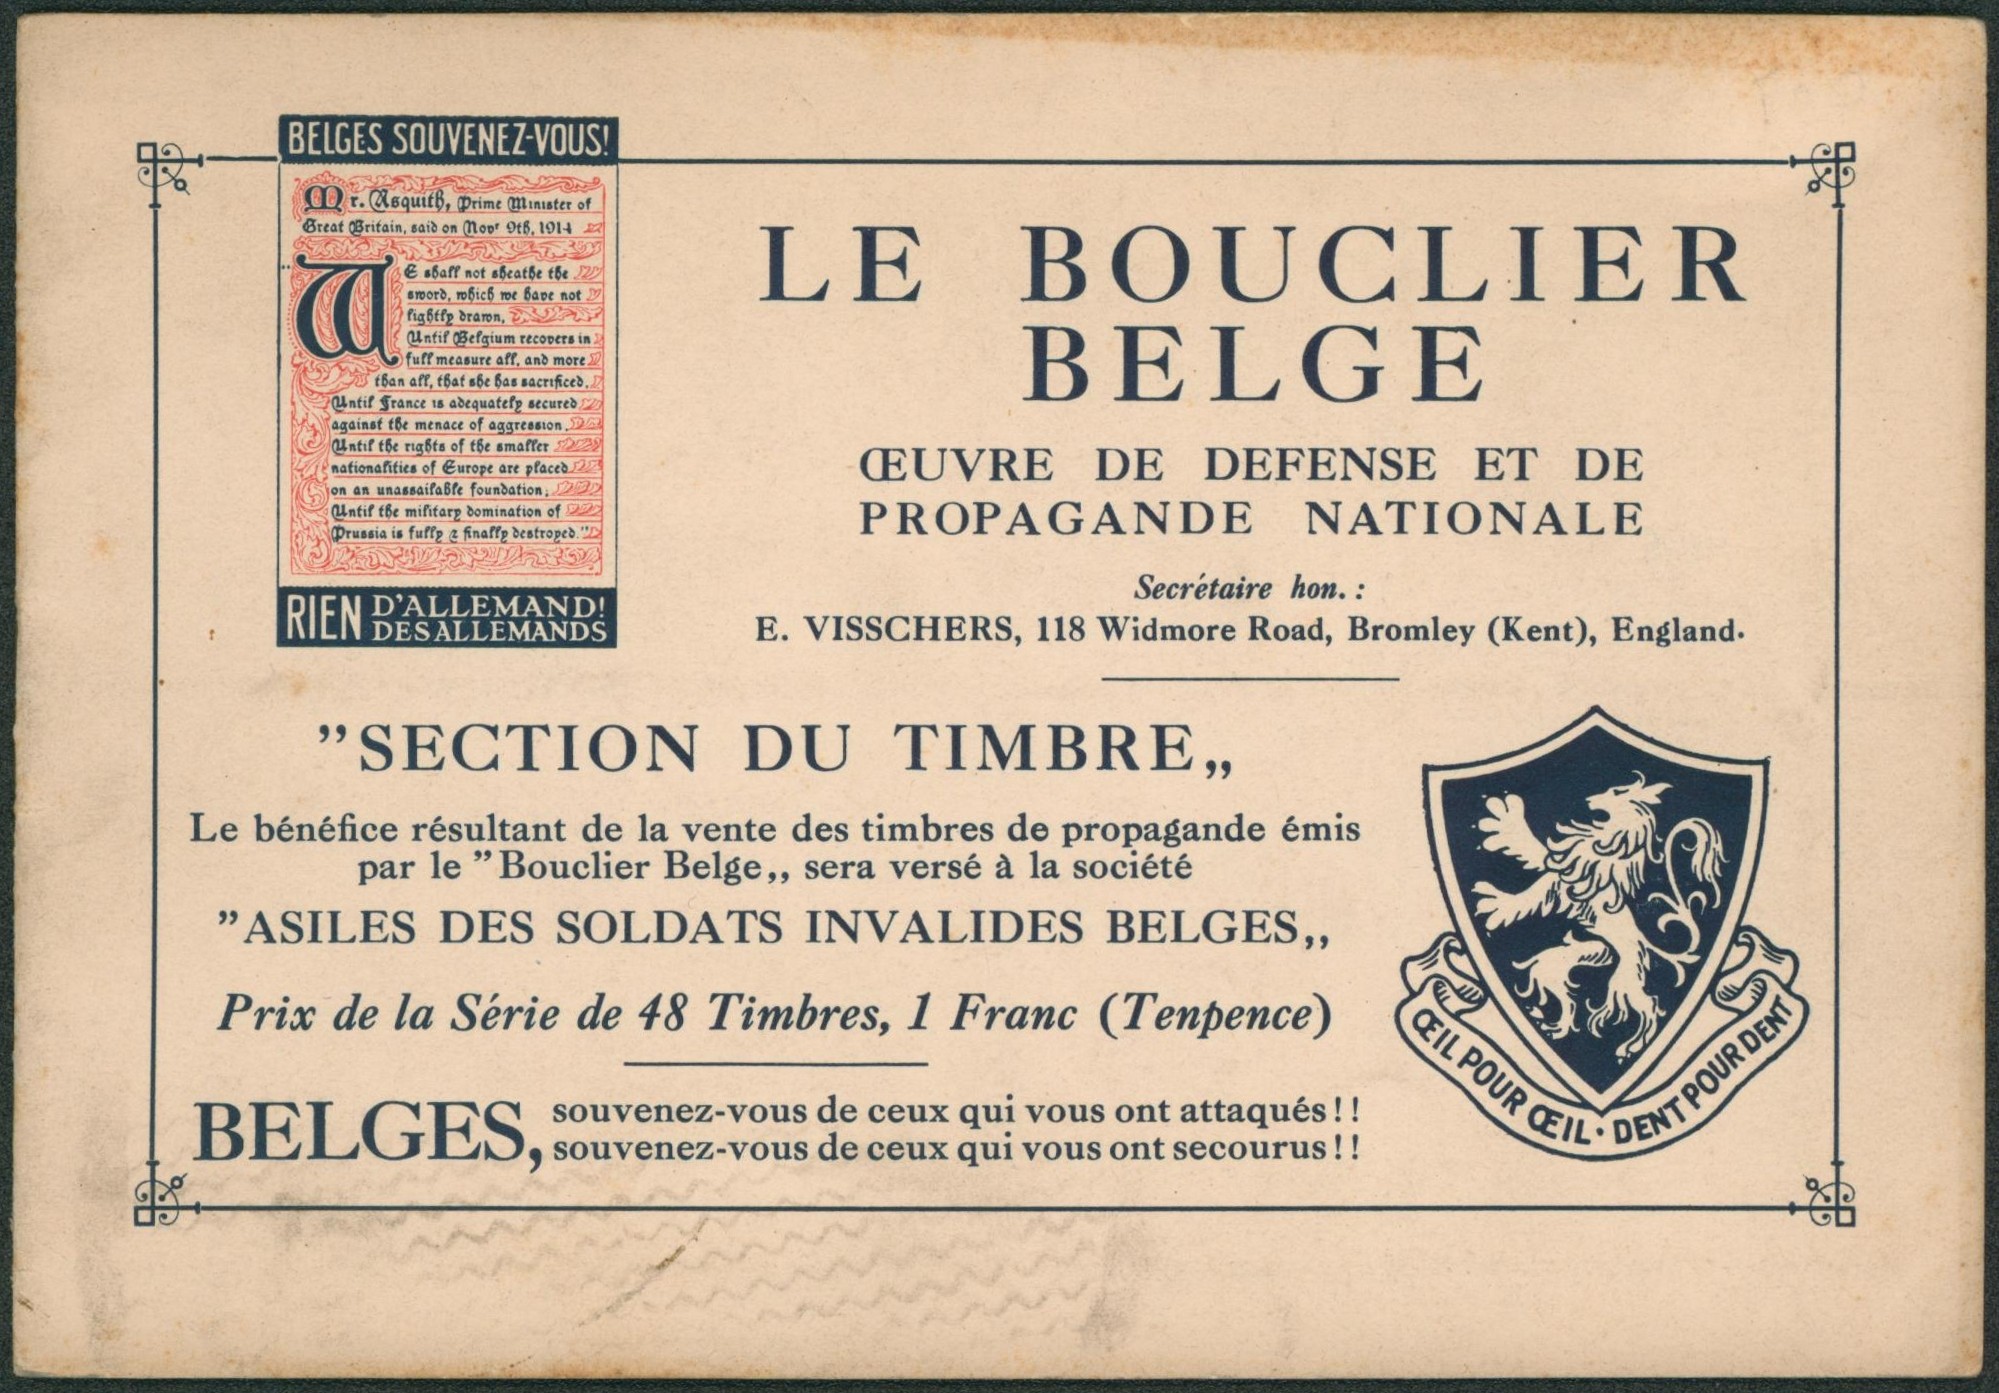 BELGES SOUVENEZ-VOUS!
Mr. Asquith, Prime Minister of
Great Britain, said on Novr 9th, 1914
"WE shall not sheathe the
sword, which we have not
lightly drawn,
Until Belgium recovers in
full measure all, and more
than all, that she has sacrificed.
Until France is adequately secured
against the menace of aggression.
Until the rights of the smaller
nationalities of Europe are placed
on an unassailable foundation;
Until the military domination of
Prussia is fully & finally destroyed."
RIEN D'ALLEMAND!
DES ALLEMANDS
LE BOUCLIER
BELGE
ŒUVRE DE DEFENSE ET DE
PROPAGANDE NATIONALE
Secrétaire hon. :
E. VISSCHERS, 118 Widmore Road, Bromley (Kent), England.
"SECTION DU TIMBRE„
Le bénéfice résultant de la vente des timbres de propagande émis
par le "Bouclier Belge„ sera versé à la société
"ASILES DES SOLDATS INVALIDES BELGES„
Prix de la Série de 48 Timbres, 1 Franc (Tenpence)
BELGES, souvenez-vous de ceux qui vous ont attaqués!!
souvenez-vous de ceux qui vous ont secourus!!
ŒIL POUR ŒIL · DENT POUR DENT